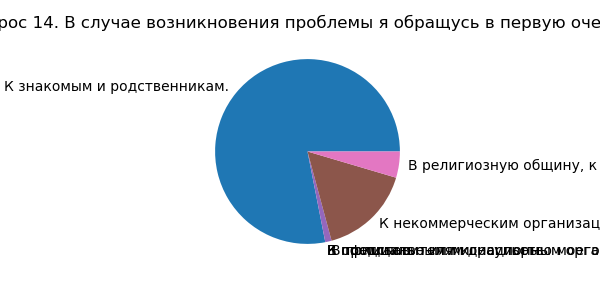 рос 14. В случае возникновения проблемы я обращусь в первую оче
К знакомым и родственникам.
В религиозную общину, к
К некоммерческим организац